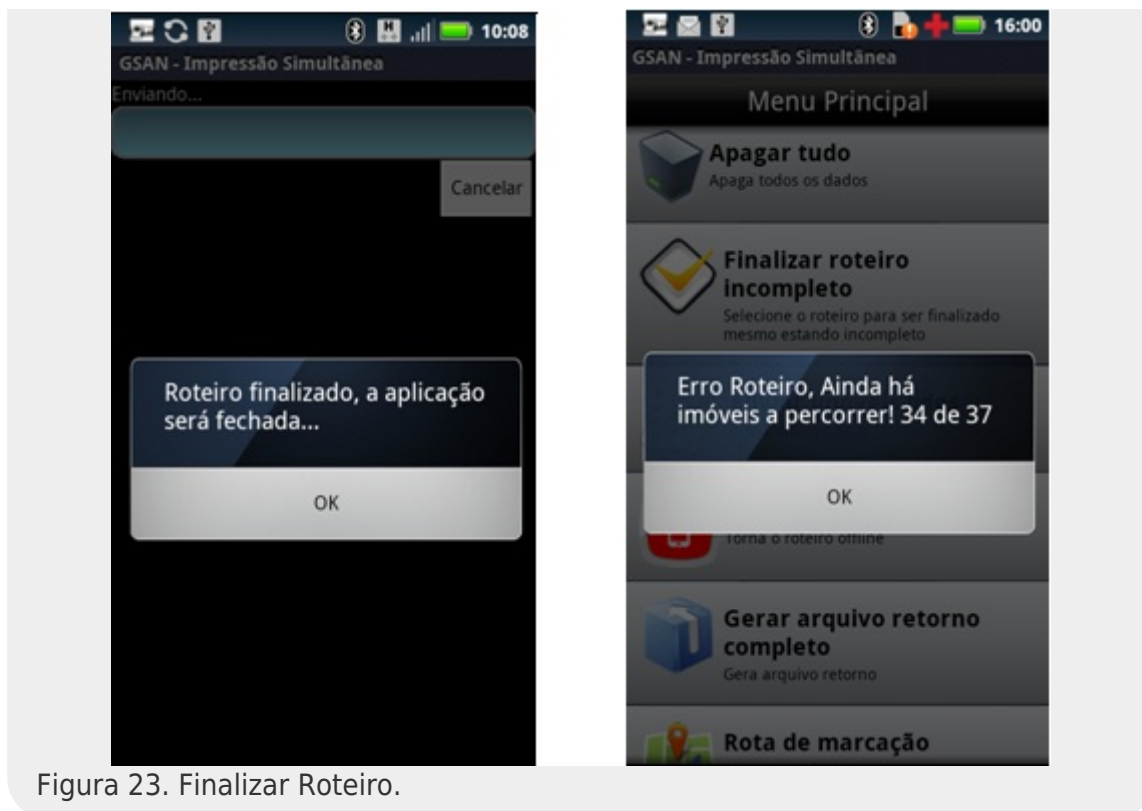 10:08
GSAN - Impressão Simultânea
Enviando...
Cancelar
Roteiro finalizado, a aplicação
será fechada...
OK
16:00
GSAN - Impressão Simultânea
Menu Principal
Apagar tudo
Apaga todos os dados
Finalizar roteiro
incompleto
Selecione o roteiro para ser finalizado
mesmo estando incompleto
Erro Roteiro, Ainda há
imóveis a percorrer! 34 de 37
OK
Torna o roteiro offline
Gerar arquivo retorno
completo
Gera arquivo retorno
Rota de marcação
Figura 23. Finalizar Roteiro.